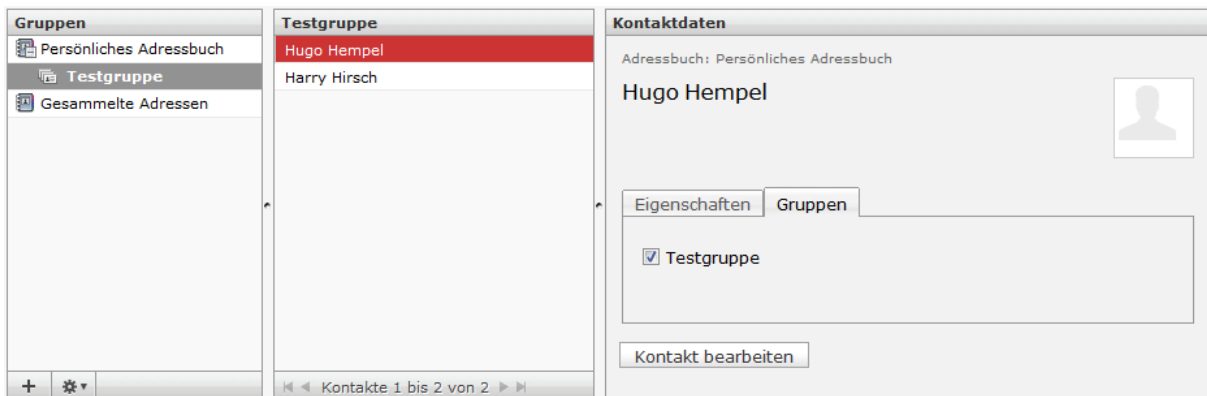 Gruppen
Persönliches Adressbuch
Testgruppe
Gesammelte Adressen
Testgruppe
Hugo Hempel
Harry Hirsch
Kontakte 1 bis 2 von 2
Kontaktdaten
Adressbuch: Persönliches Adressbuch
Hugo Hempel
Eigenschaften Gruppen
Testgruppe
Kontakt bearbeiten